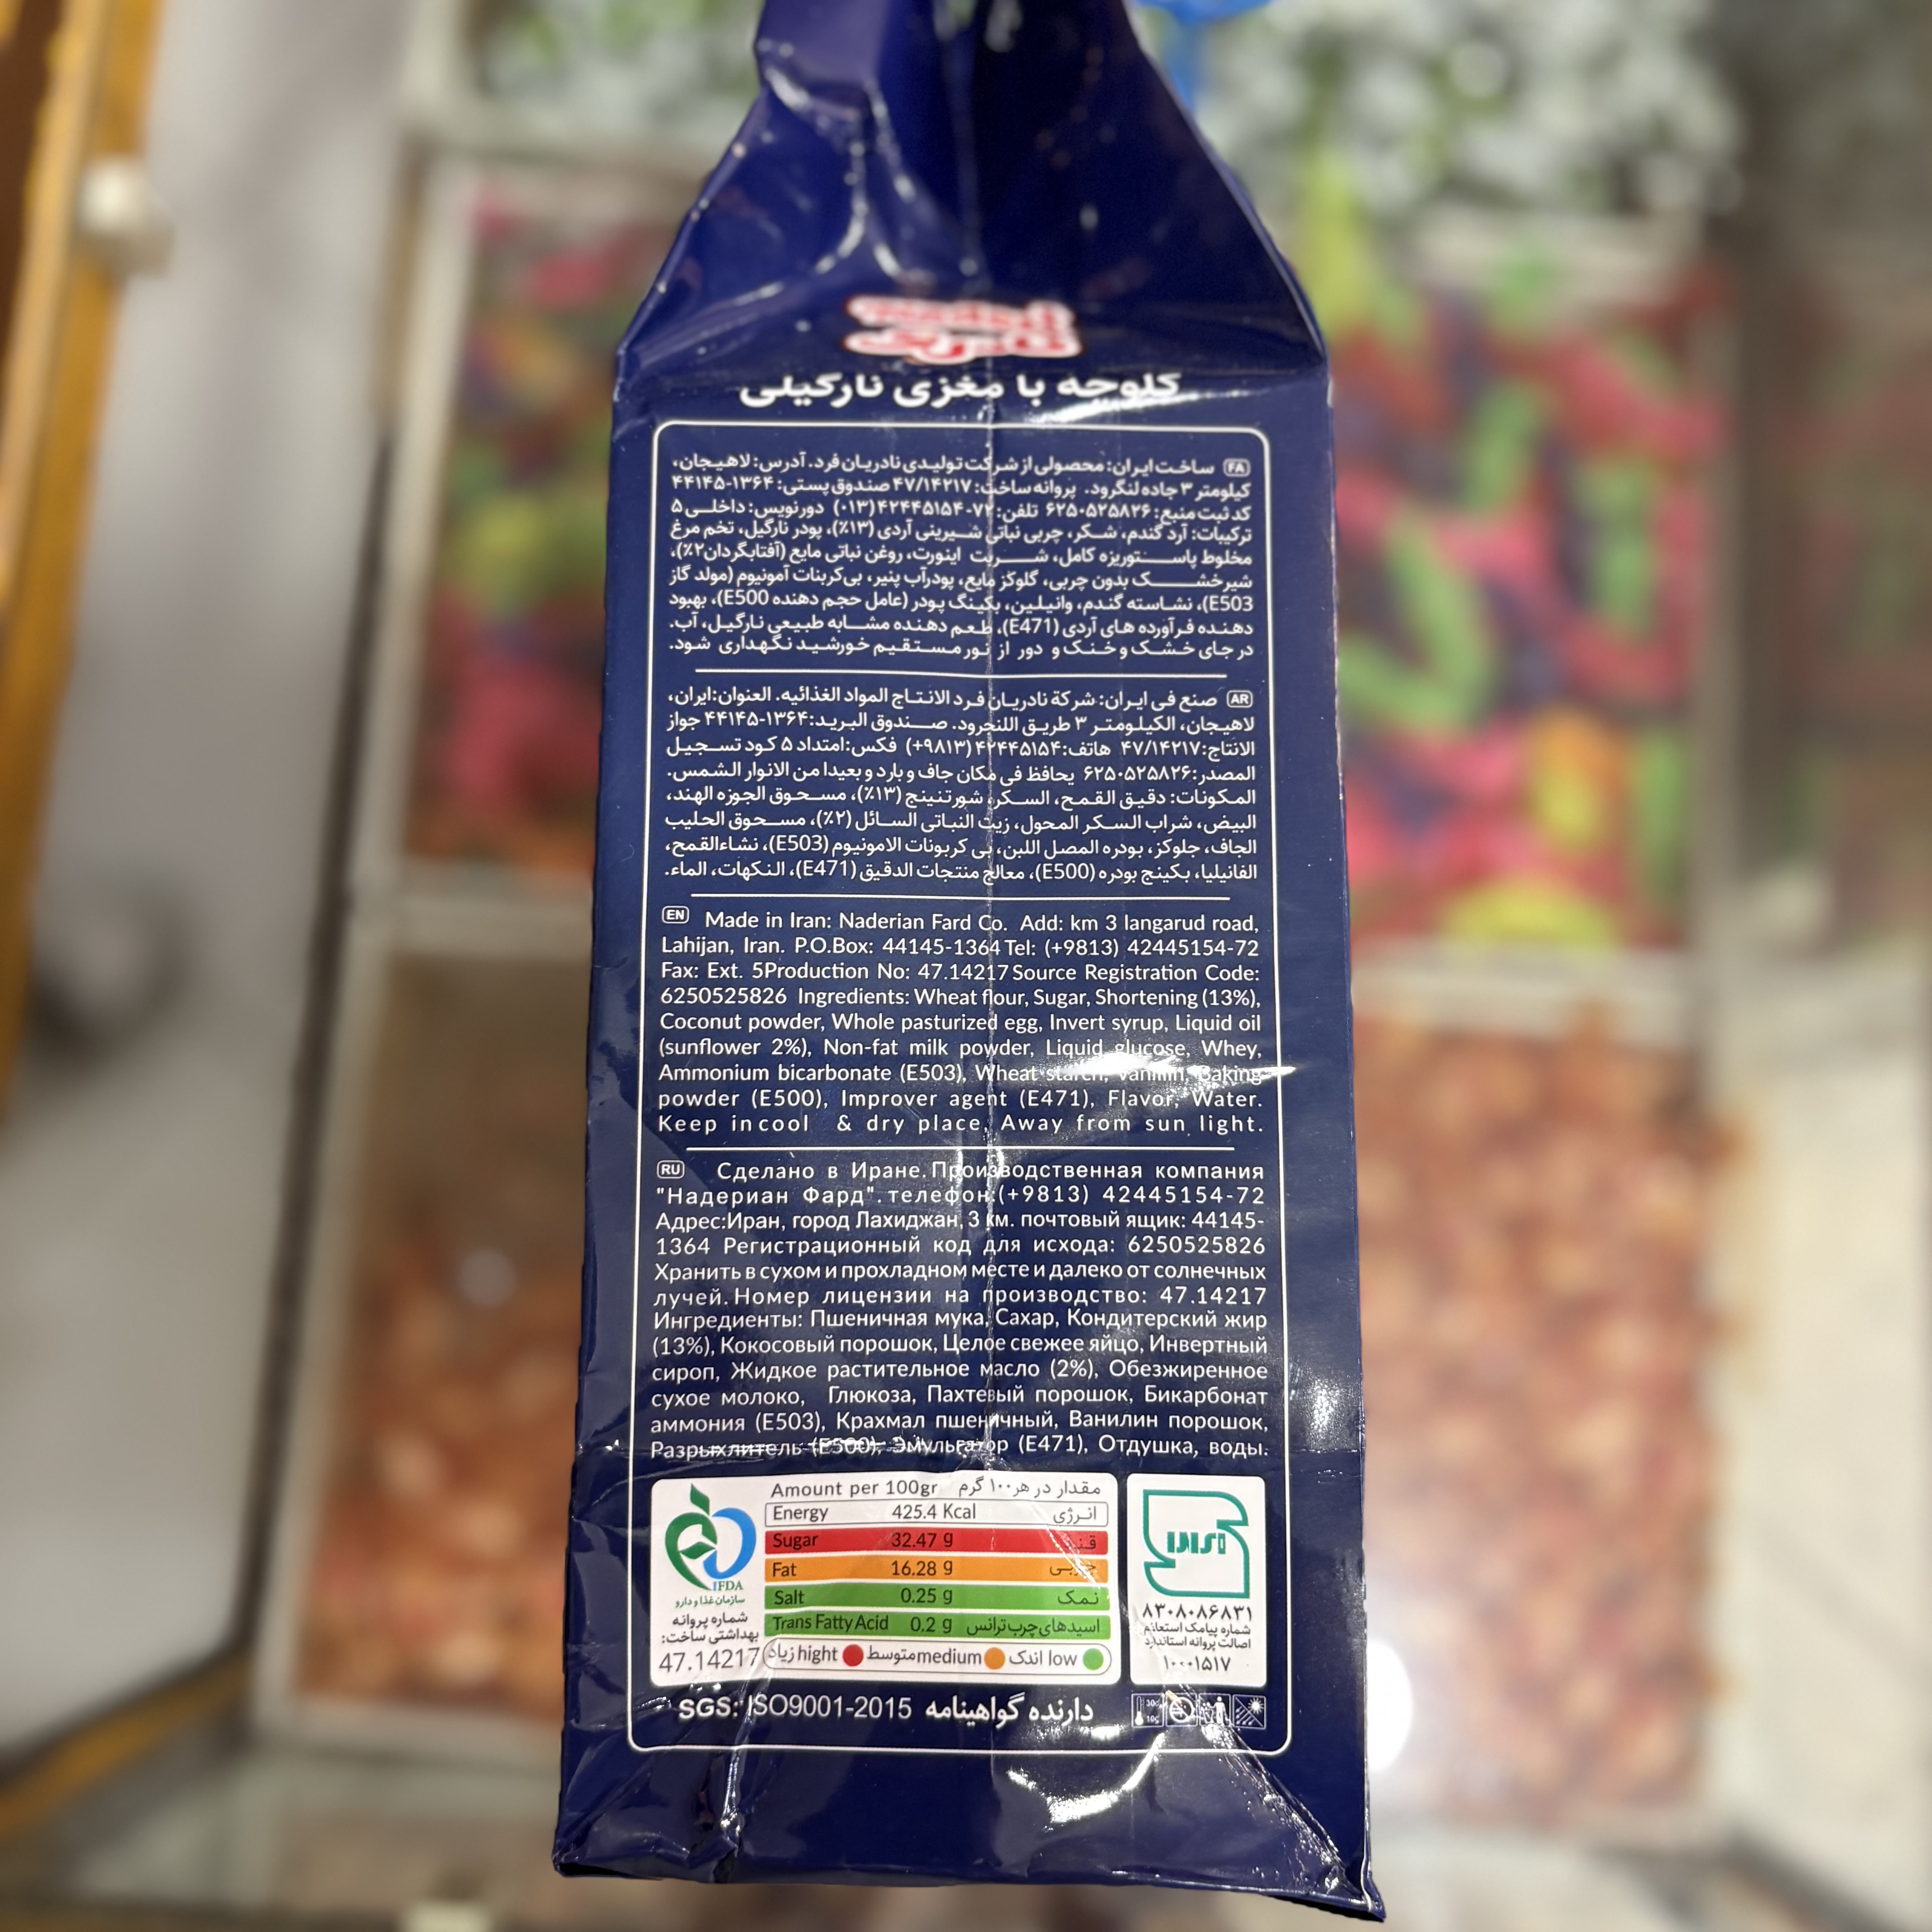 نادری
کلوچه با مغزی نارگیلی
FA ساخت ایران: محصولی از شرکت تولیدی نادریان فرد. آدرس: لاهیجان،
کیلومتر ۳ جاده لنگرود. پروانه ساخت: ۴۷/۱۴۲۱۷ صندوق پستی: ۱۳۶۴-۴۴۱۴۵
کد ثبت منبع: ۶۲۵۰۵۲۵۸۲۶ تلفن: ۷۲-۴۲۴۴۵۱۵۴(۰۱۳) دورنویس: داخلی ۵
ترکیبات: آرد گندم، شکر، چربی نباتی شیرینی آردی (۱۳٪)، پودر نارگیل، تخم مرغ
مخلوط پاستوریزه کامل، شربت اینورت، روغن نباتی مایع (آفتابگردان۲٪)،
شیرخشک بدون چربی، گلوکز مایع، پودرآب پنیر، بی‌کربنات آمونیوم (مولد گاز
E503)، نشاسته گندم، وانیلین، بکینگ پودر (عامل حجم دهنده E500)، بهبود
دهنده فرآورده های آردی (E471)، طعم دهنده مشابه طبیعی نارگیل، آب.
در جای خشک و خنک و دور از نور مستقیم خورشید نگهداری شود.
AR صنع فی ایران: شرکة نادریان فرد الانتاج المواد الغذائیه. العنوان:ایران،
لاهیجان، الکیلومتر ۳ طریق اللنجرود. صندوق البرید:۱۳۶۴-۴۴۱۴۵ جواز
الانتاج:۴۷/۱۴۲۱۷ هاتف:۴۲۴۴۵۱۵۴(۹۸۱۳+) فکس:امتداد ۵ کود تسجیل
المصدر:۶۲۵۰۵۲۵۸۲۶ یحافظ فی مکان جاف و بارد و بعیدا من الانوار الشمس.
المکونات: دقیق القمح، السکر، شورتنینج (۱۳٪)، مسحوق الجوزه الهند،
البیض، شراب السکر المحول، زیت النباتی السائل (۲٪)، مسحوق الحلیب
الجاف، جلوکز، بودره المصل اللبن، بی کربونات الامونیوم (E503)، نشاءالقمح،
الفانیلیا، بکینج بودره (E500)، معالج منتجات الدقیق (E471)، النکهات، الماء.
EN Made in Iran: Naderian Fard Co. Add: km 3 langarud road,
Lahijan, Iran. P.O.Box: 44145-1364 Tel: (+9813) 42445154-72
Fax: Ext. 5Production No: 47.14217 Source Registration Code:
6250525826 Ingredients: Wheat flour, Sugar, Shortening (13%),
Coconut powder, Whole pasturized egg, Invert syrup, Liquid oil
(sunflower 2%), Non-fat milk powder, Liquid glucose, Whey,
Ammonium bicarbonate (E503), Wheat starch, Vanillin, Baking
powder (E500), Improver agent (E471), Flavor, Water.
Keep in cool & dry place, Away from sun light.
RU Сделано в Иране. Производственная компания
"Надериан Фард". телефон:(+9813) 42445154-72
Адрес:Иран, город Лахиджан, 3 км. почтовый ящик: 44145-
1364 Регистрационный код для исхода: 6250525826
Хранить в сухом и прохладном месте и далеко от солнечных
лучей. Номер лицензии на производство: 47.14217
Ингредиенты: Пшеничная мука, Сахар, Кондитерский жир
(13%), Кокосовый порошок, Целое свежее яйцо, Инвертный
сироп, Жидкое растительное масло (2%), Обезжиренное
сухое молоко, Глюкоза, Пахтевый порошок, Бикарбонат
аммония (E503), Крахмал пшеничный, Ванилин порошок,
Разрыхлитель (E500), Эмульгатор (E471), Отдушка, воды.
Amount per 100gr مقدار در هر ۱۰۰ گرم
Energy 425.4 Kcal انرژی
Sugar 32.47 g قند
Fat 16.28 g چربی
Salt 0.25 g نمک
Trans Fatty Acid 0.2 g اسیدهای چرب ترانس
زیاد hight متوسط medium اندک low
IFDA
سازمان غذا و دارو
شماره پروانه
بهداشتی ساخت:
47.14217
۸۳۰۸۰۸۶۸۳۱
شماره پیامک استعلام
اصالت پروانه استاندارد
۱۰۰۰۱۵۱۷
دارنده گواهینامه SGS: ISO9001-2015